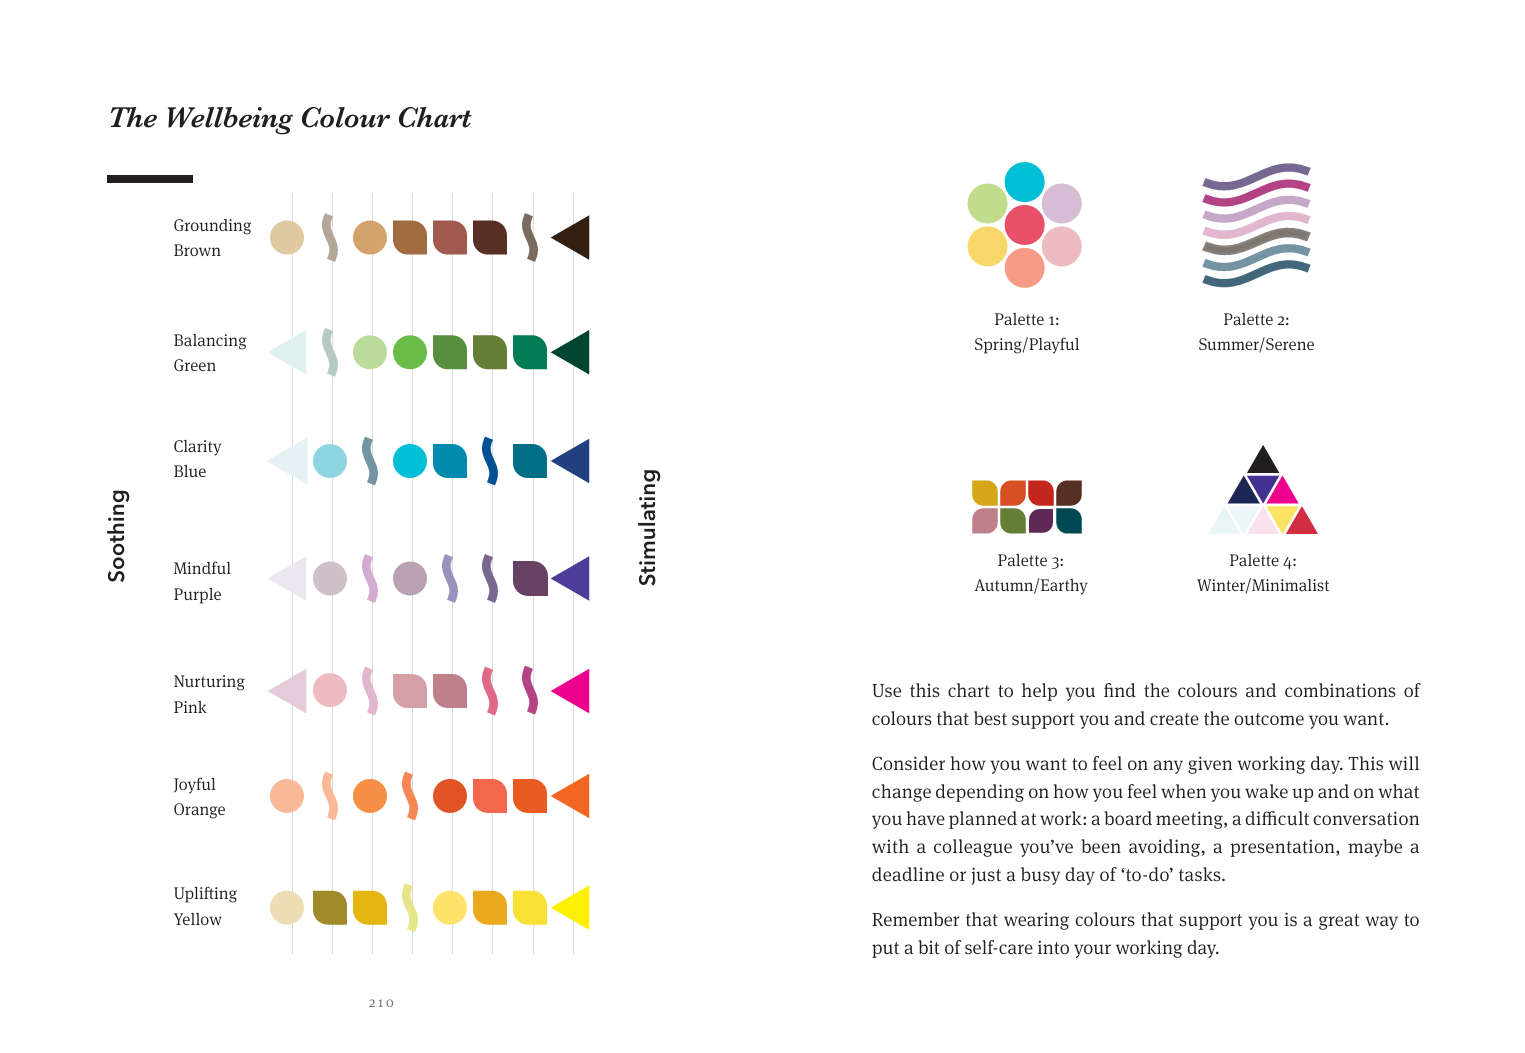 The Wellbeing Colour Chart
Grounding
Brown
Balancing
Green
Clarity
Blue
Mindful
Purple
Nurturing
Pink
Joyful
Orange
Uplifting
Yellow
Soothing
Stimulating
210
Palette 1:
Spring/Playful
Palette 2:
Summer/Serene
Palette 3:
Autumn/Earthy
Palette 4:
Winter/Minimalist
Use this chart to help you find the colours and combinations of
colours that best support you and create the outcome you want.
Consider how you want to feel on any given working day. This will
change depending on how you feel when you wake up and on what
you have planned at work: a board meeting, a difficult conversation
with a colleague you’ve been avoiding, a presentation, maybe a
deadline or just a busy day of ‘to-do’ tasks.
Remember that wearing colours that support you is a great way to
put a bit of self-care into your working day.